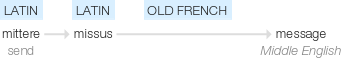 LATIN LATIN OLD FRENCH
mittere missus message
send Middle English